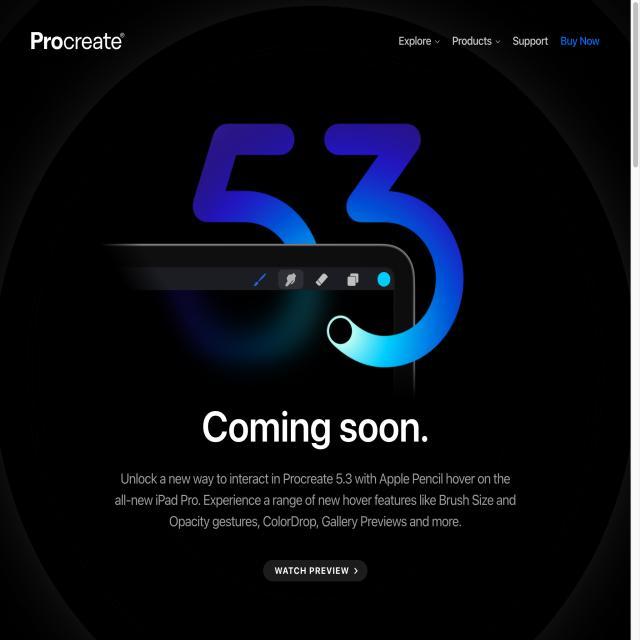 Procreate®
Explore Products Support Buy Now
53
Coming soon.
Unlock a new way to interact in Procreate 5.3 with Apple Pencil hover on the
all-new iPad Pro. Experience a range of new hover features like Brush Size and
Opacity gestures, ColorDrop, Gallery Previews and more.
WATCH PREVIEW